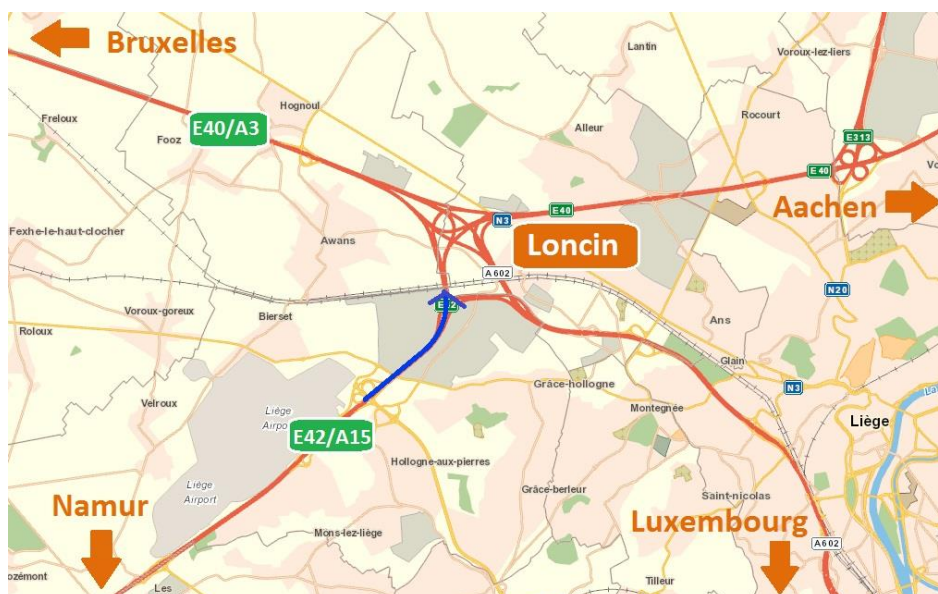 Bruxelles
Lantin
Voroux-lez-liers
Hognoul
Freloux
E40/A3
Fooz
Alleur
Rocourt
E313
E40
Aachen
Fexhe-le-haut-clocher
Awans
N3
E40
Loncin
A602
N20
Voroux-goreux
Bierset
Roloux
Ans
Glain
Velroux
Grâce-hollogne
N3
Liège
Airport
Montegnée
Liège
E42/A15
Hollogne-aux-pierres
Liège
Airport
Grâce-berleur
Saint-nicolas
Namur
Luxembourg
Mons-lez-liège
A602
Les
Tilleur